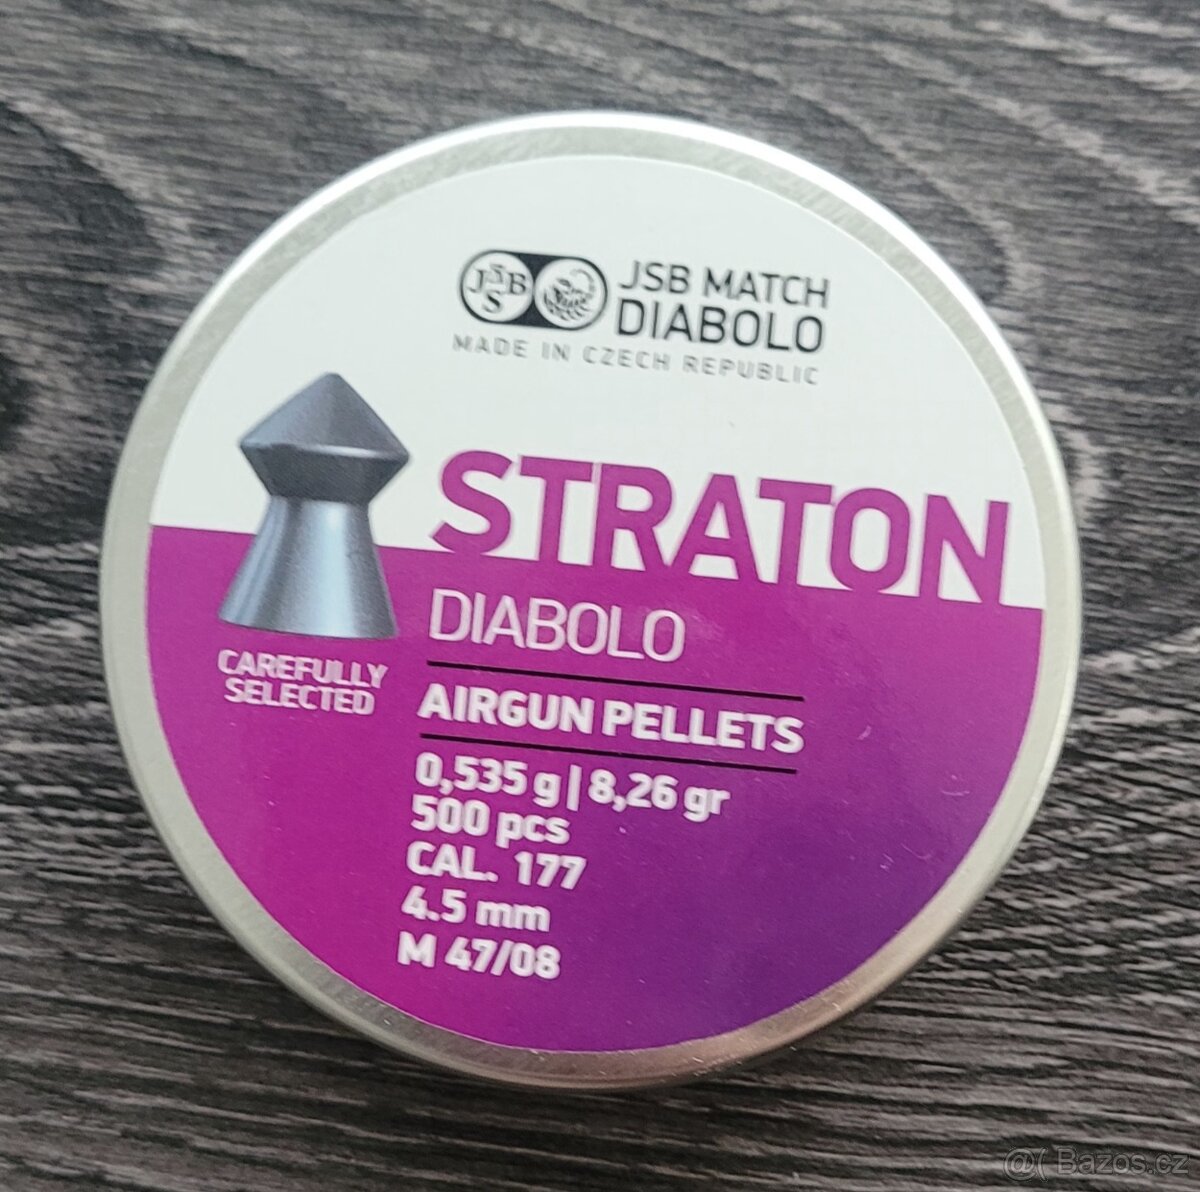 JSB
S
JSB MATCH
DIABOLO
MADE IN CZECH REPUBLIC
STRATON
DIABOLO
CAREFULLY
SELECTED
AIRGUN PELLETS
0,535 g | 8,26 gr
500 pcs
CAL. 177
4.5 mm
M 47/08
@( Bazos.cz